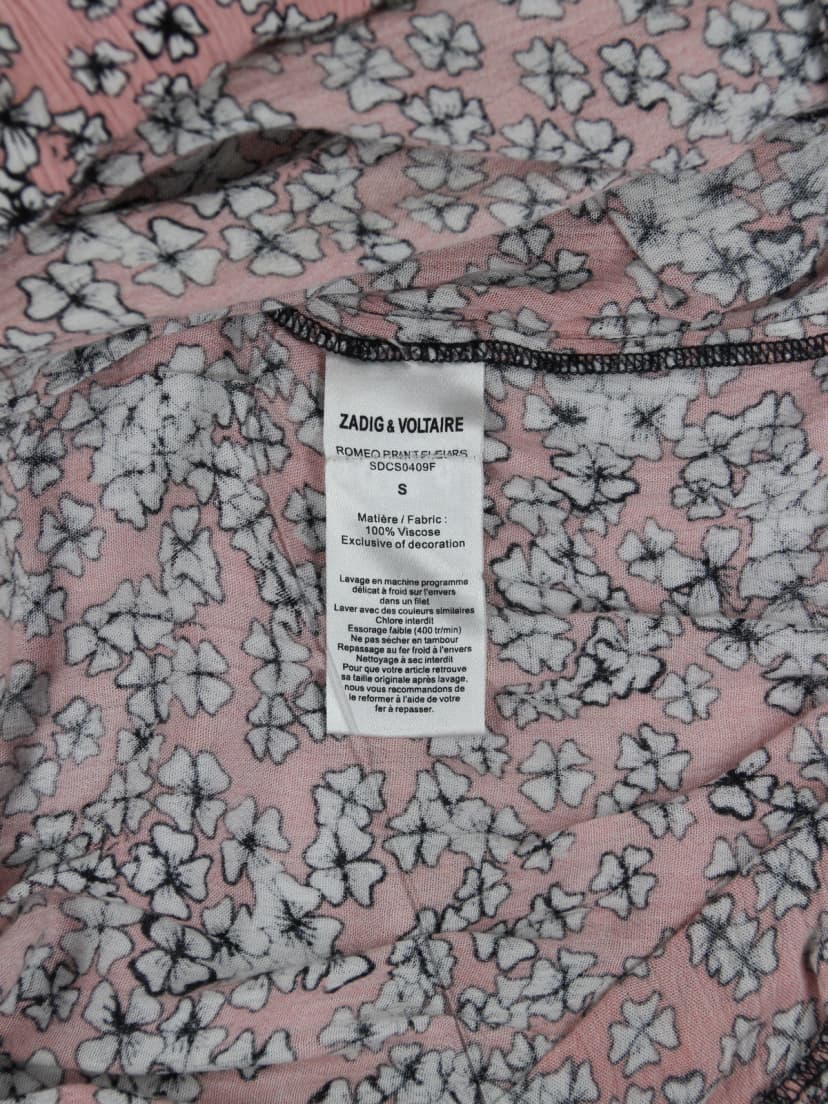 ZADIG & VOLTAIRE
ROMEO PRINT FLEURS
SDCS0409F
S
Matière / Fabric :
100% Viscose
Exclusive of decoration
Lavage en machine programme
délicat à froid sur l'envers
dans un filet
Laver avec des couleurs similaires
Chlore interdit
Essorage faible (400 tr/min)
Ne pas sécher en tambour
Repassage au fer froid à l'envers
Nettoyage à sec interdit
Pour que votre article retrouve
sa taille originale après lavage,
nous vous recommandons de
le reformer à l'aide de votre
fer à repasser.